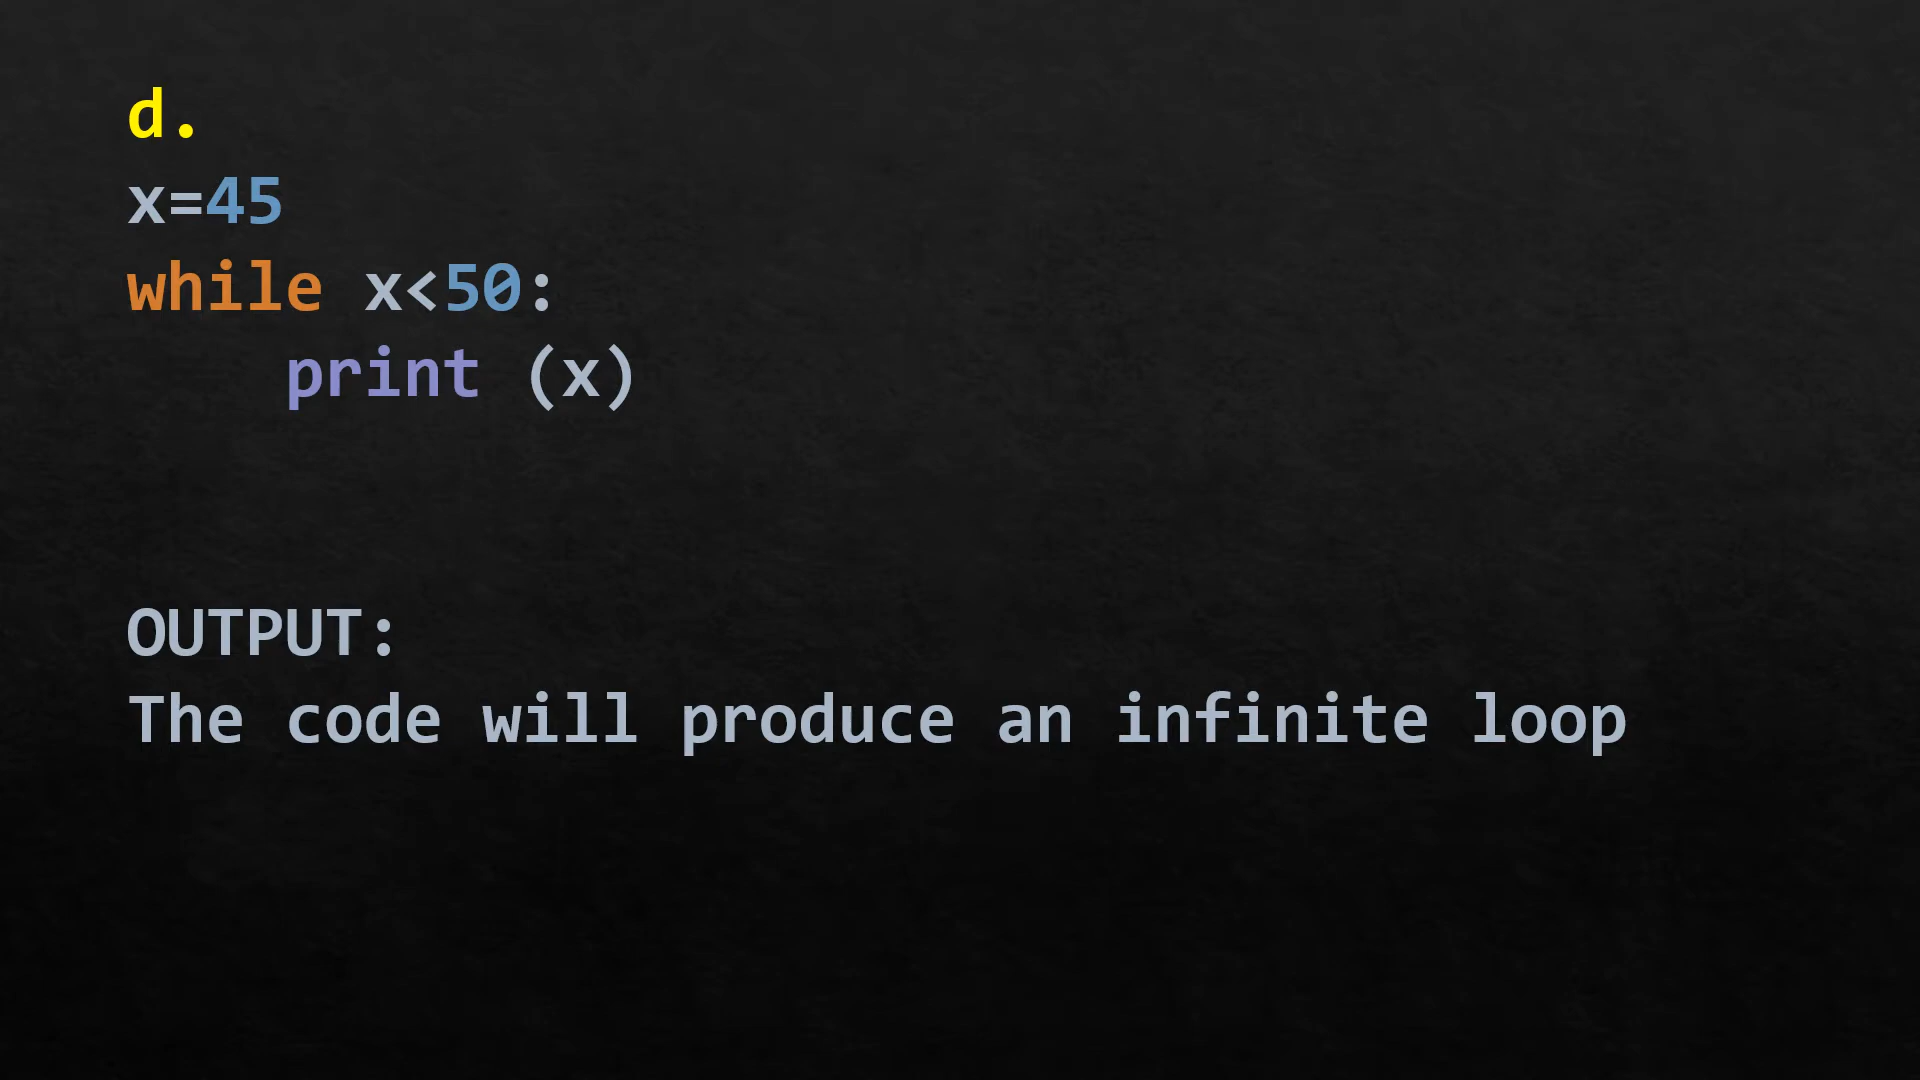 d.
x=45
while x<50:
    print (x)
OUTPUT:
The code will produce an infinite loop